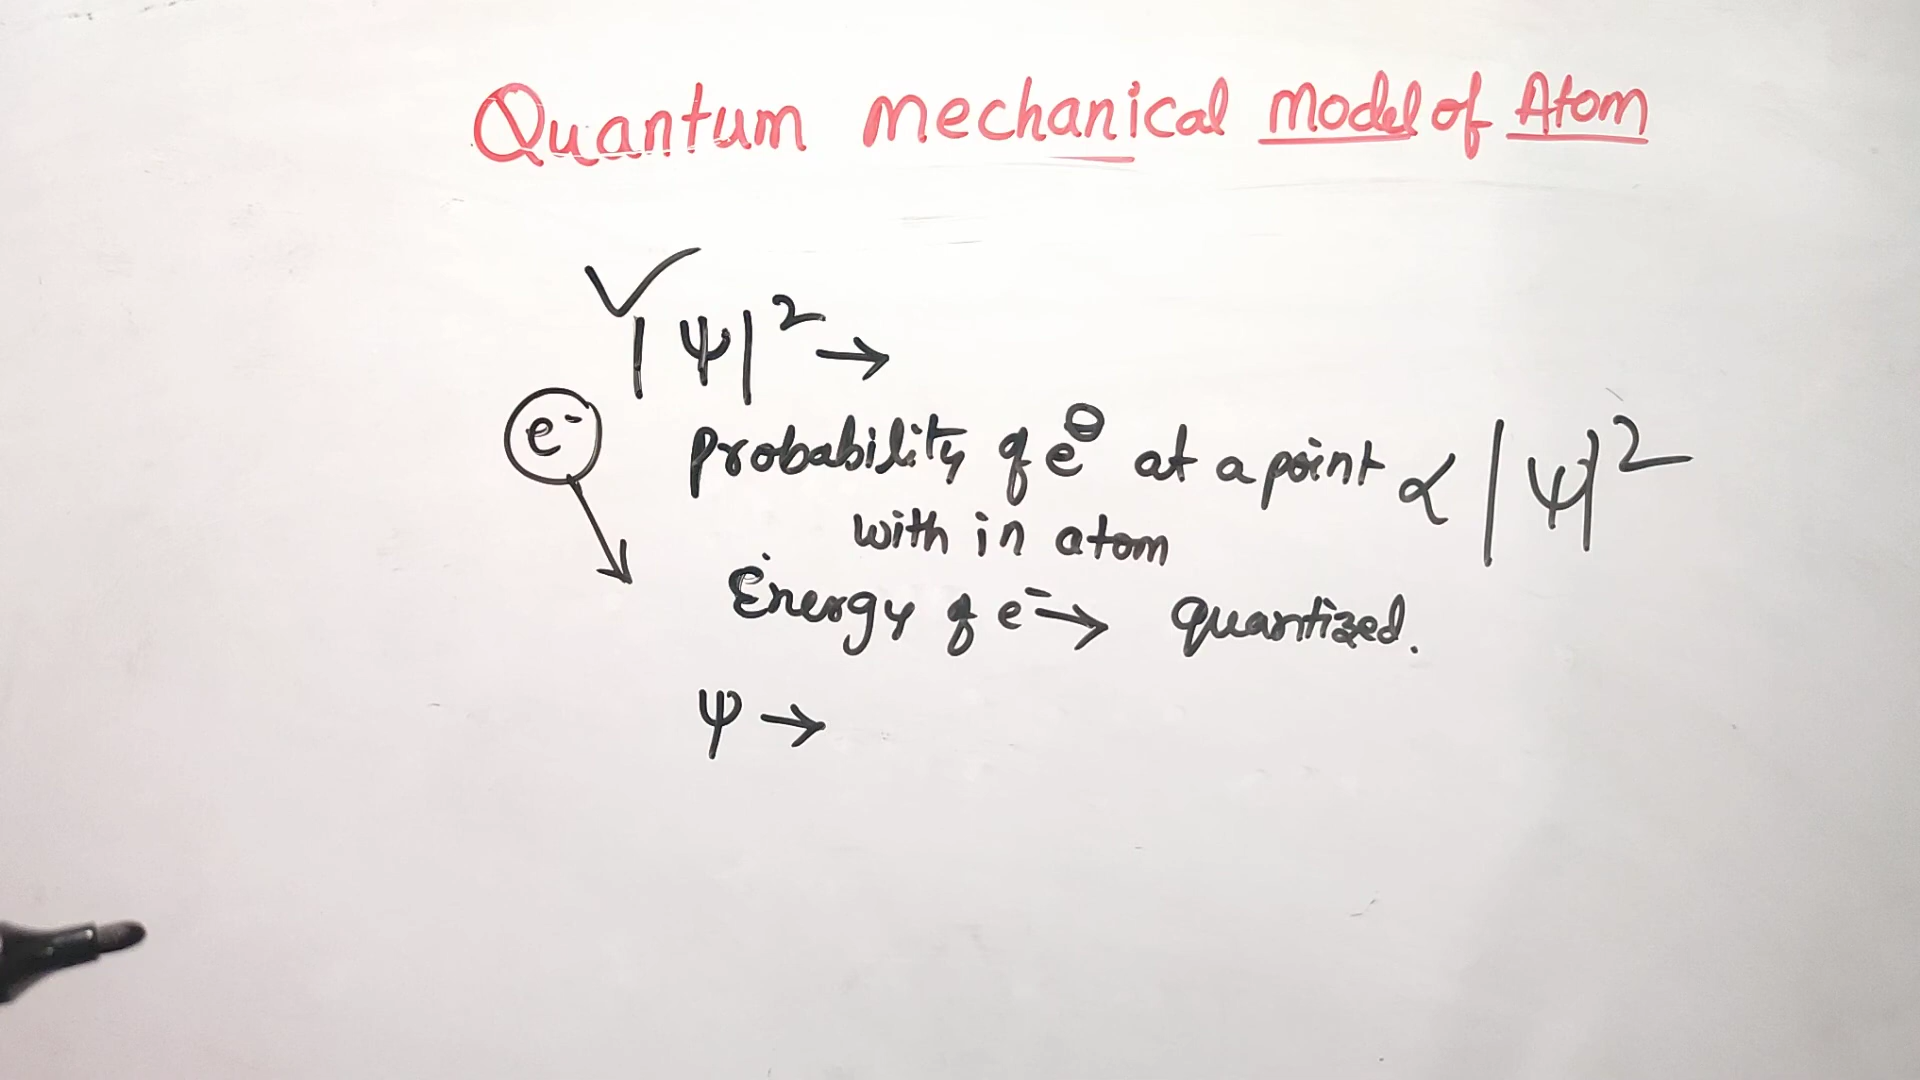 Quantum mechanical Model of Atom
|ψ|² →
e⁻
Probability of e⊖ at a point ∝ |ψ|²
with in atom
Energy of e⁻ → quantized.
ψ →